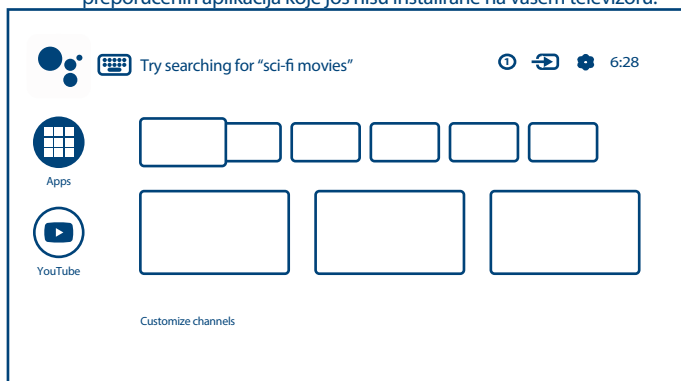 preporučenih aplikacija koje još nisu instalirane na vašem televizoru.
Try searching for “sci-fi movies”
1
6:28
Apps
YouTube
Customize channels